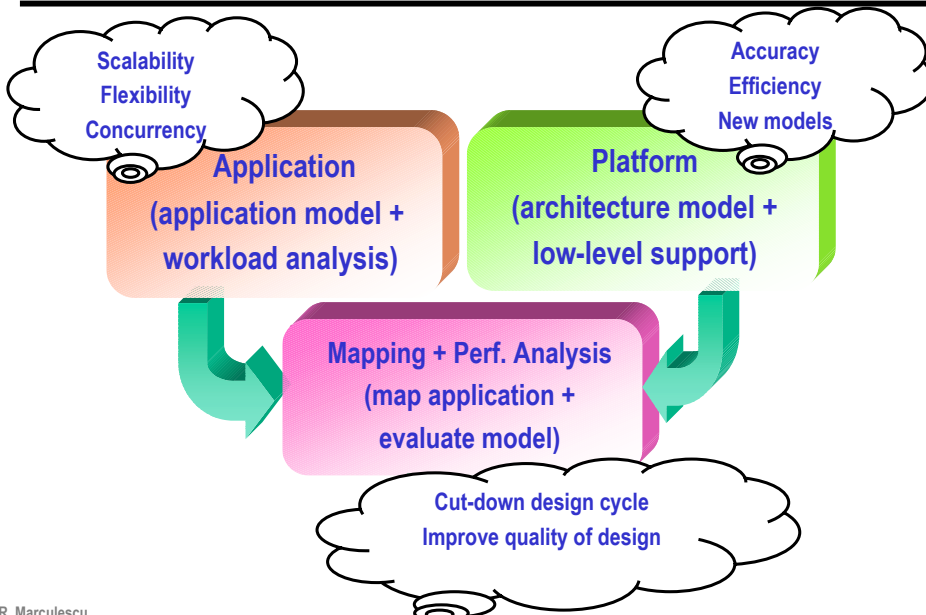 Scalability
Flexibility
Concurrency
Accuracy
Efficiency
New models
Application
(application model +
workload analysis)
Platform
(architecture model +
low-level support)
Mapping + Perf. Analysis
(map application +
evaluate model)
Cut-down design cycle
Improve quality of design
R. Marculescu